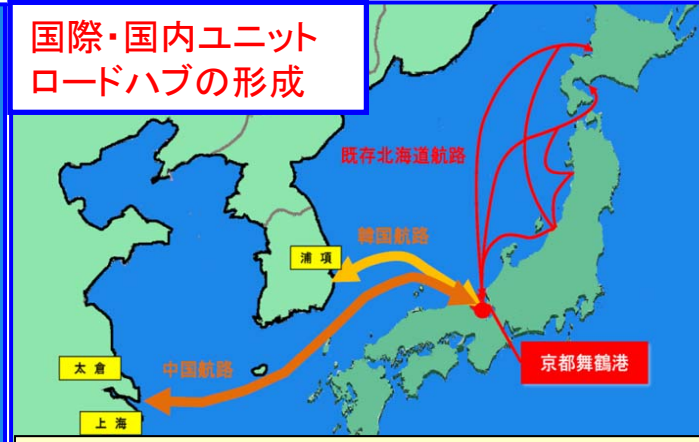 国際・国内ユニット
ロードハブの形成
既存北海道航路
韓国航路
浦項
京都舞鶴港
太倉
中国航路
上海